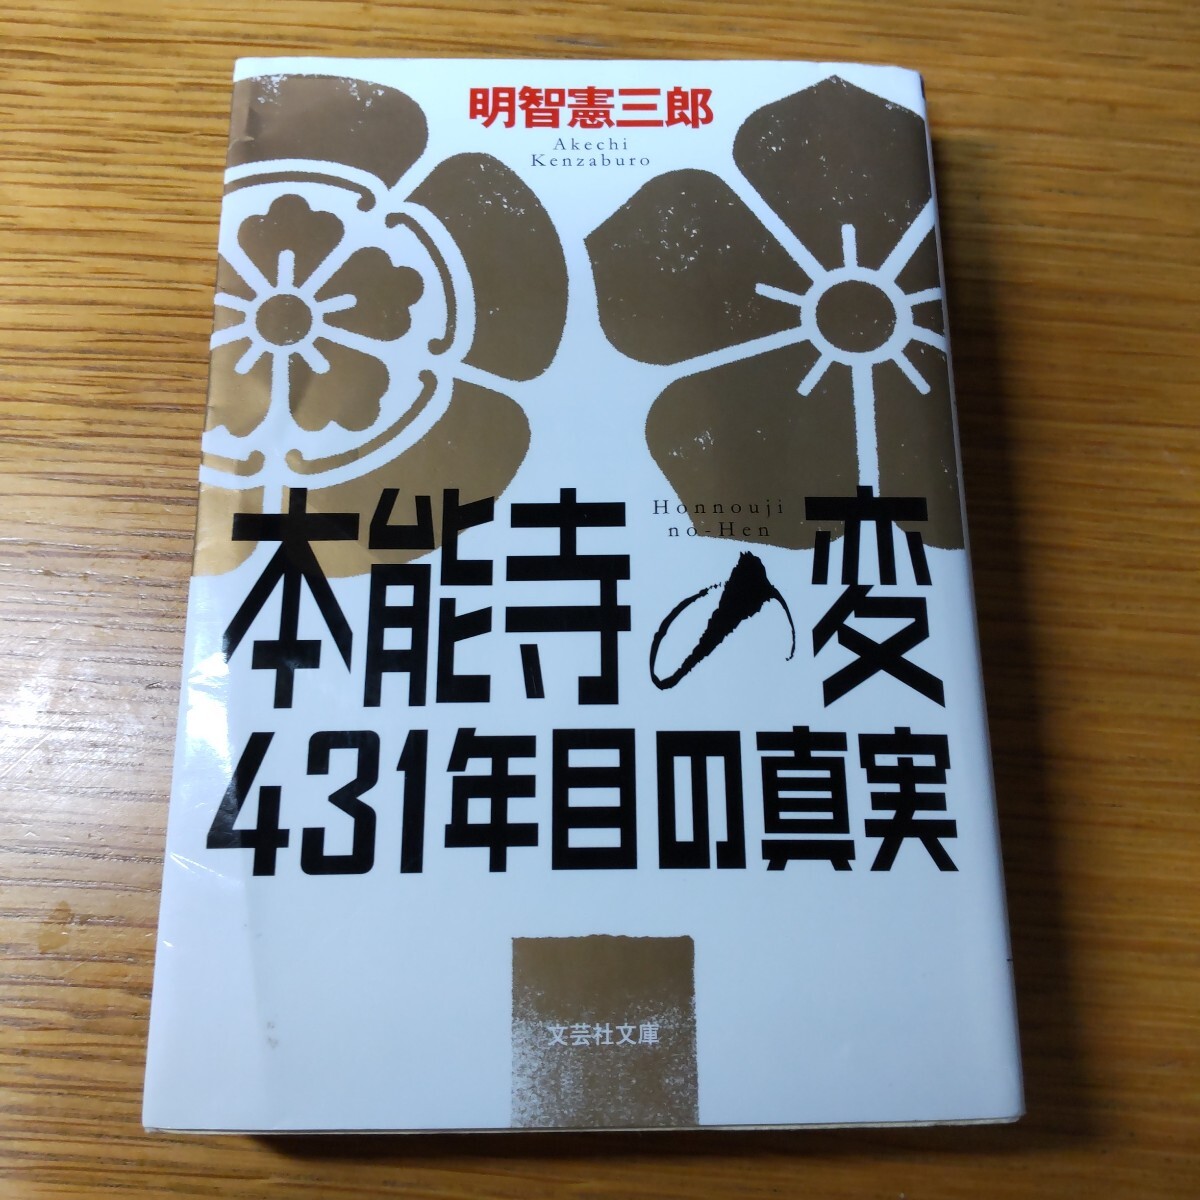 明智憲三郎
Akechi
Kenzaburo
本能寺の変
Honnouji
no-Hen
431年目の真実
文芸社文庫